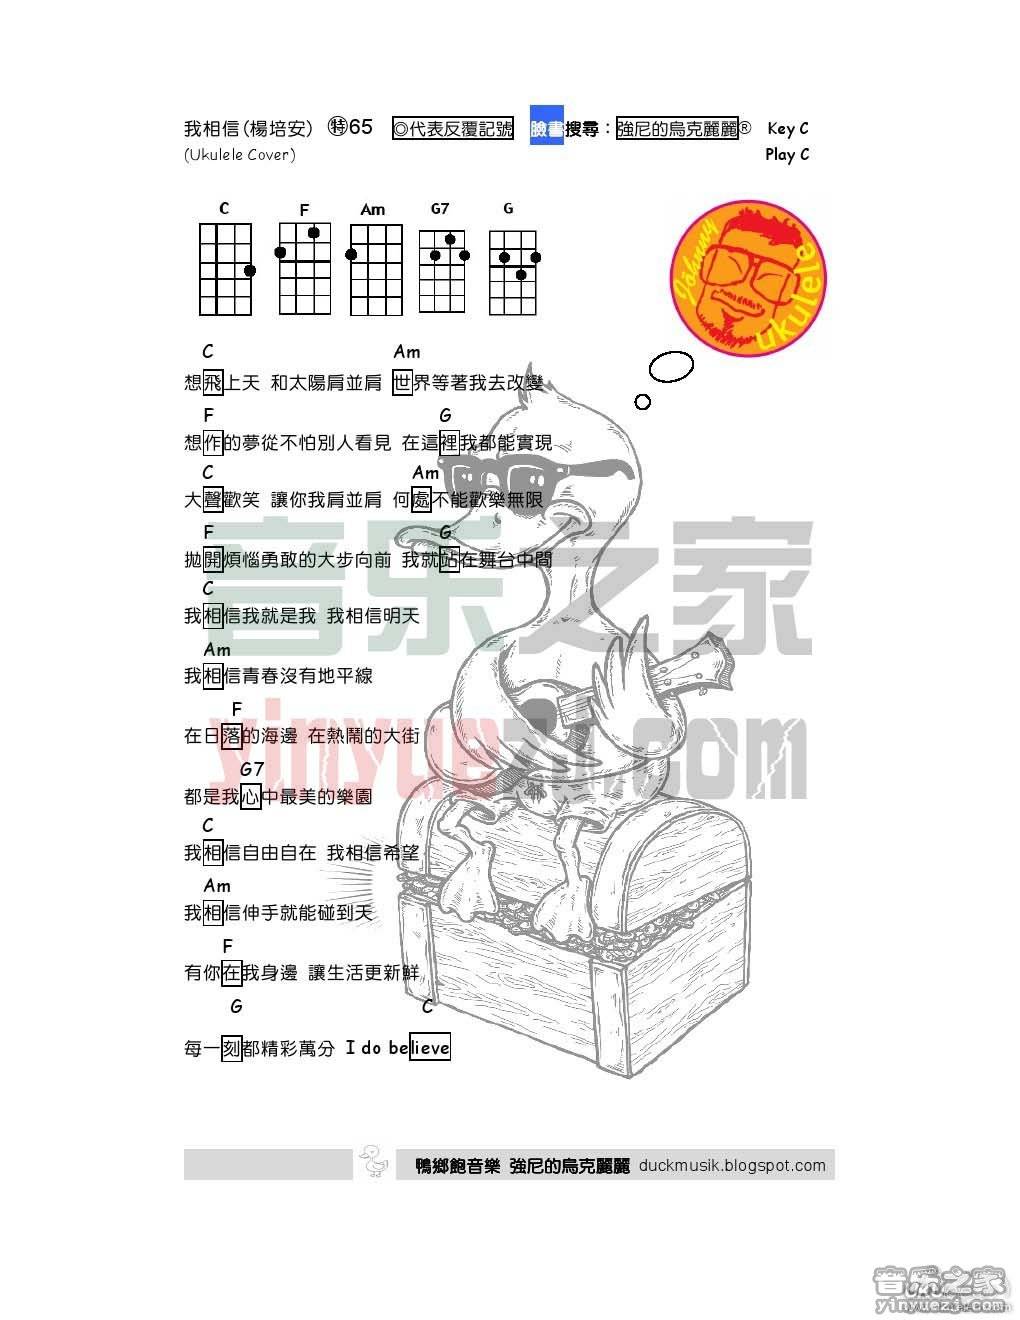 我相信(楊培安) ㊕65 ◎代表反覆記號 臉書搜尋：強尼的烏克麗麗® Key C
(Ukulele Cover) Play C
C F Am G7 G
Johnny ukulele
C Am
想飛上天 和太陽肩並肩 世界等著我去改變
F G
想作的夢從不怕別人看見 在這裡我都能實現
C Am
大聲歡笑 讓你我肩並肩 何處不能歡樂無限
F G
拋開煩惱勇敢的大步向前 我就站在舞台中間
C
我相信我就是我 我相信明天
Am
我相信青春沒有地平線
F
在日落的海邊 在熱鬧的大街
G7
都是我心中最美的樂園
C
我相信自由自在 我相信希望
Am
我相信伸手就能碰到天
F
有你在我身邊 讓生活更新鮮
G C
每一刻都精彩萬分 I do believe
音乐之家
yinyuezj.com
鴨鄉飽音樂 強尼的烏克麗麗 duckmusik.blogspot.com
音乐之家
yinyuezj.com